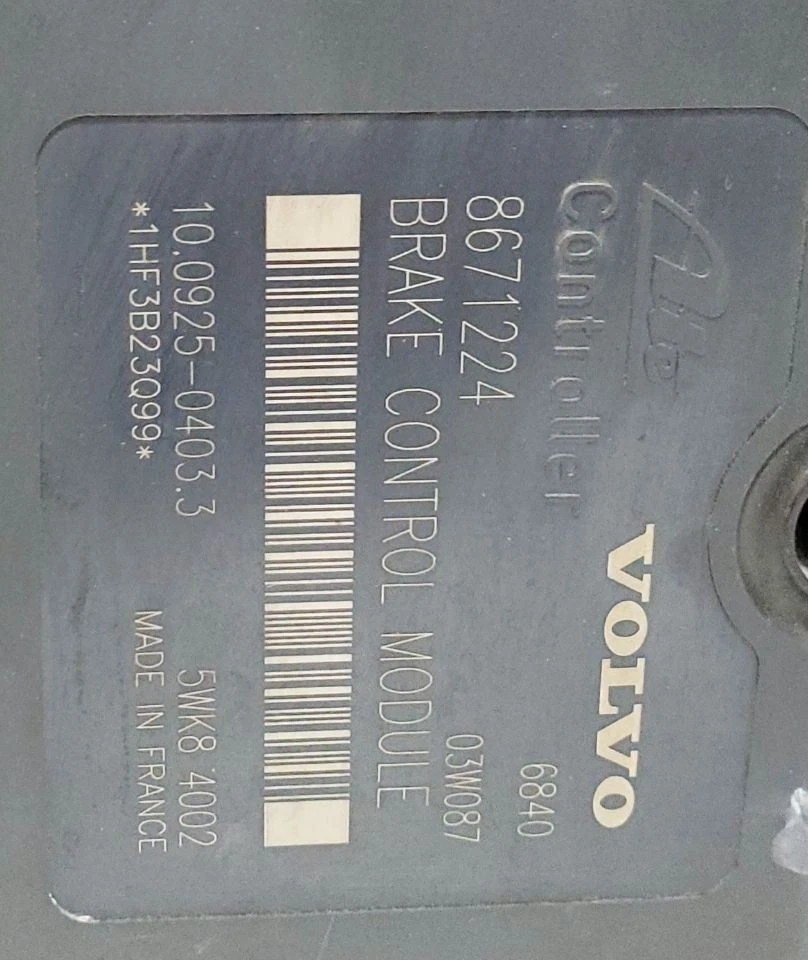 Ate
Controller
VOLVO
6840
8671224
03W087
BRAKE CONTROL MODULE
10.0925-0403.3
5WK8 4002
*1HF3B23Q99*
MADE IN FRANCE